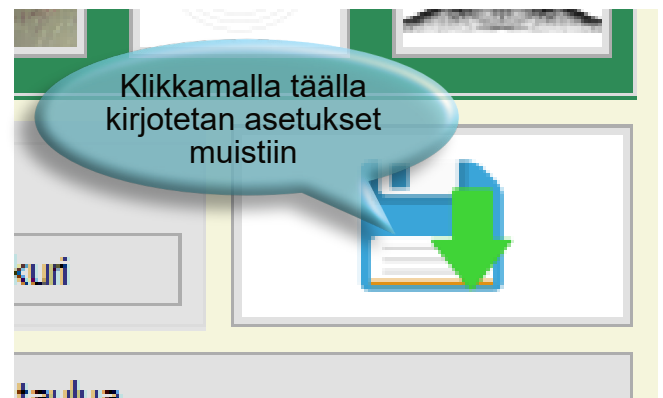 Klikkamalla täälla
kirjotetan asetukset
muistiin
kuri
taulua